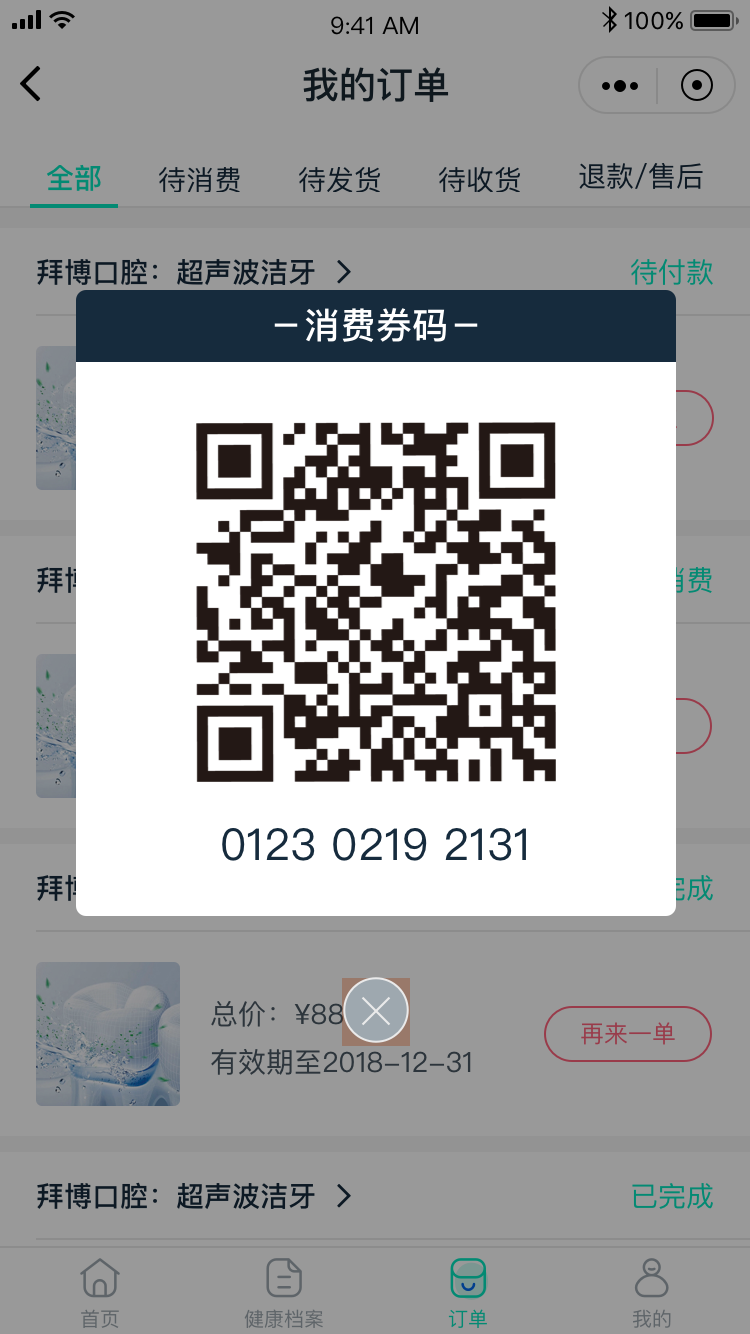 9:41 AM
100%
我的订单
全部
待消费
待发货
待收货
退款/售后
拜博口腔：超声波洁牙
待付款
消费券码
拜博
消费
0123 0219 2131
拜博
完成
总价：¥88
再来一单
有效期至2018-12-31
拜博口腔：超声波洁牙
已完成
首页
健康档案
订单
我的